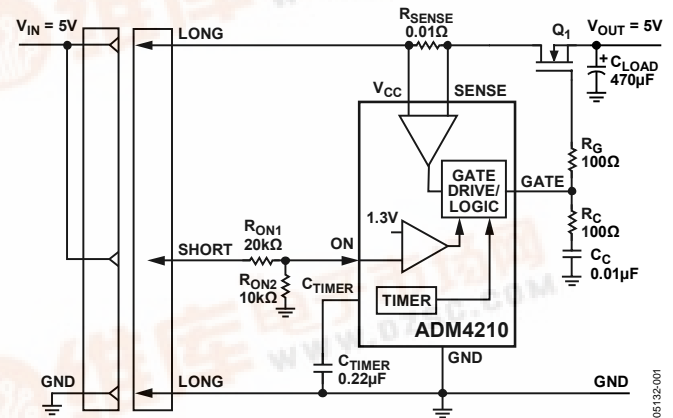 V_IN = 5V
LONG
R_SENSE
0.01Ω
Q1
V_OUT = 5V
+
C_LOAD
470µF
V_CC
SENSE
R_G
100Ω
GATE
DRIVE/
LOGIC
GATE
1.3V
R_C
100Ω
R_ON1
20kΩ
SHORT
ON
C_C
0.01µF
R_ON2
10kΩ
C_TIMER
TIMER
ADM4210
GND
C_TIMER
0.22µF
GND
LONG
GND
05132-001